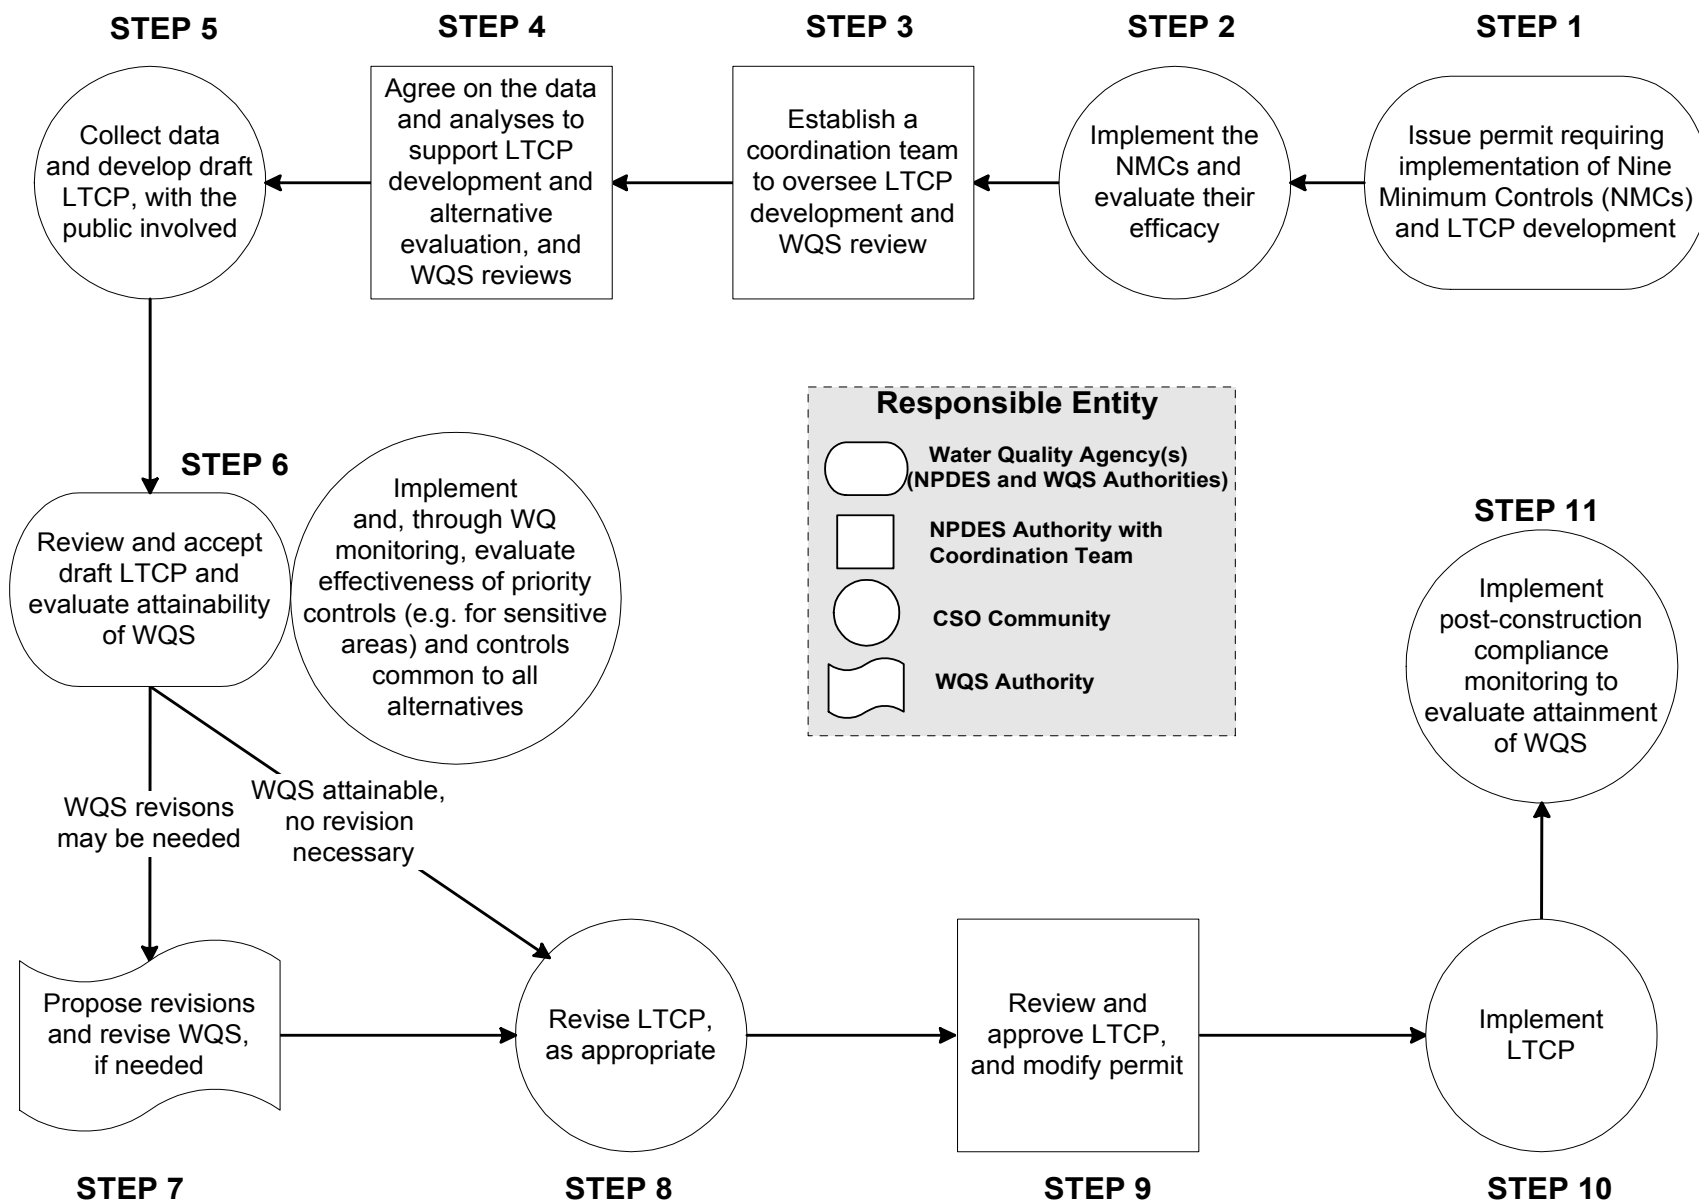 STEP 5
STEP 4
STEP 3
STEP 2
STEP 1
Collect data
and develop draft
LTCP, with the
public involved
Agree on the data
and analyses to
support LTCP
development and
alternative
evaluation, and
WQS reviews
Establish a
coordination team
to oversee LTCP
development and
WQS review
Implement the
NMCs and
evaluate their
efficacy
Issue permit requiring
implementation of Nine
Minimum Controls (NMCs)
and LTCP development
STEP 6
Review and accept
draft LTCP and
evaluate attainability
of WQS
Implement
and, through WQ
monitoring, evaluate
effectiveness of priority
controls (e.g. for sensitive
areas) and controls
common to all
alternatives
Responsible Entity
Water Quality Agency(s)
(NPDES and WQS Authorities)
NPDES Authority with
Coordination Team
CSO Community
WQS Authority
STEP 11
Implement
post-construction
compliance
monitoring to
evaluate attainment
of WQS
WQS revisons
may be needed
WQS attainable,
no revision
necessary
Propose revisions
and revise WQS,
if needed
Revise LTCP,
as appropriate
Review and
approve LTCP,
and modify permit
Implement
LTCP
STEP 7
STEP 8
STEP 9
STEP 10